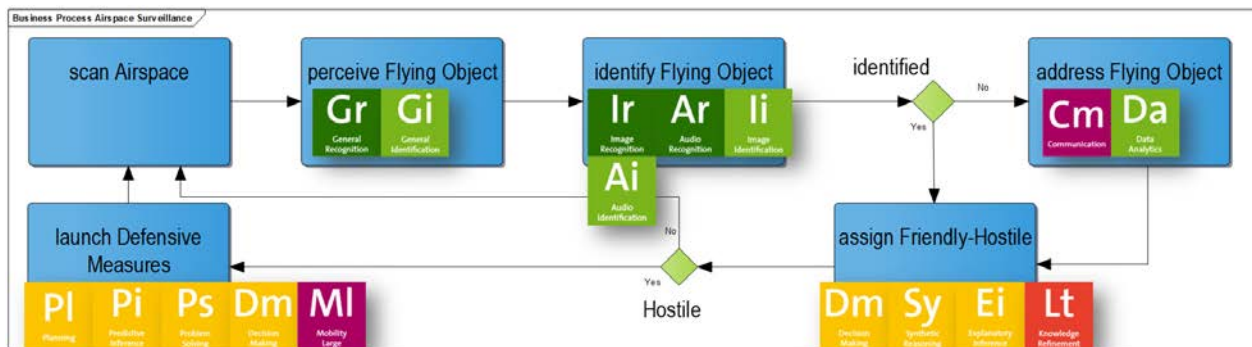 Business Process Airspace Surveillance
scan Airspace
perceive Flying Object
Gr
General
Recognition
Gi
General
Identification
identify Flying Object
Ir
Image
Recognition
Ar
Audio
Recognition
Ii
Image
Identification
Ai
Audio
Identification
identified
No
Yes
address Flying Object
Cm
Communication
Da
Data
Analytics
launch Defensive
Measures
Pl
Planning
Pi
Predictive
Inference
Ps
Problem
Solving
Dm
Decision
Making
Ml
Mobility
Large
No
Yes
Hostile
assign Friendly-Hostile
Dm
Decision
Making
Sy
Synthetic
Reasoning
Ei
Explanatory
Inference
Lt
Knowledge
Refinement